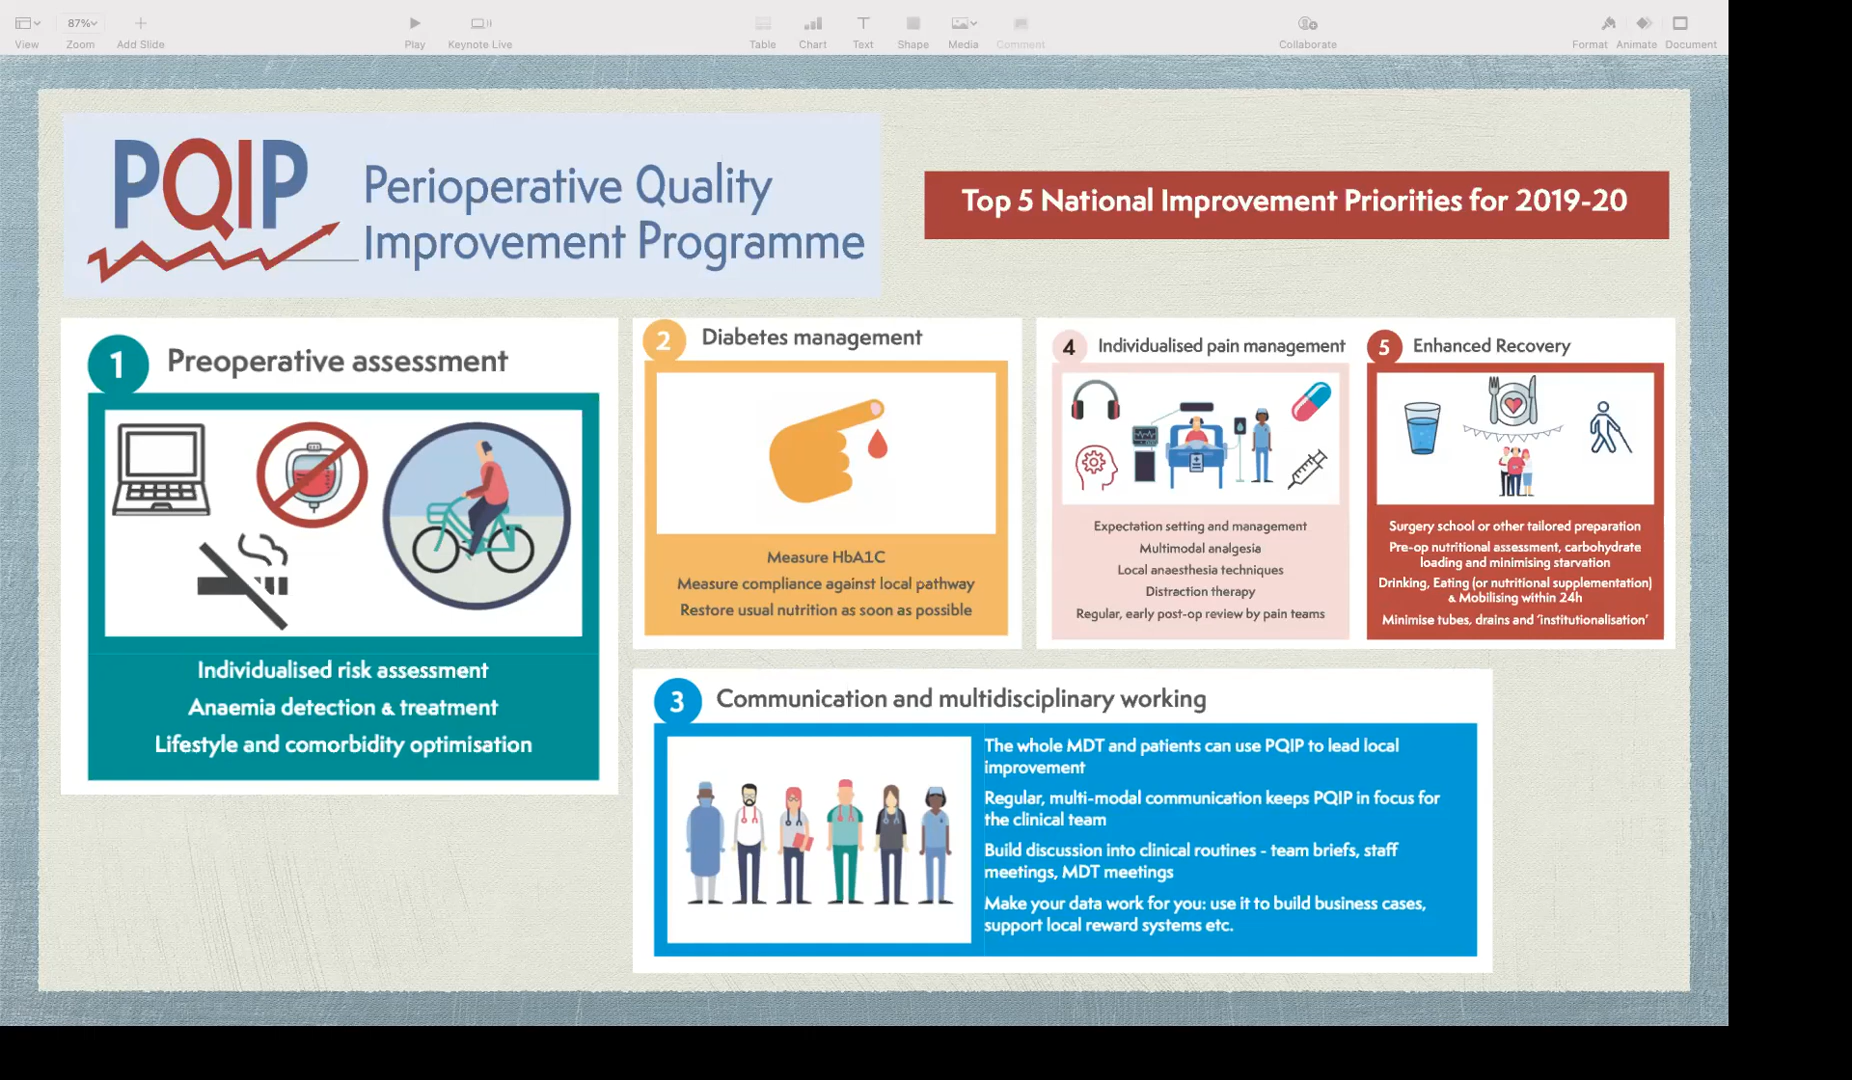 View
87%
Zoom
Add Slide
Play
Keynote Live
Table
Chart
Text
Shape
Media
Comment
Collaborate
Format
Animate
Document
PQIP
Perioperative Quality
Improvement Programme
Top 5 National Improvement Priorities for 2019-20
1
Preoperative assessment
Individualised risk assessment
Anaemia detection & treatment
Lifestyle and comorbidity optimisation
2
Diabetes management
Measure HbA1C
Measure compliance against local pathway
Restore usual nutrition as soon as possible
4
Individualised pain management
Expectation setting and management
Multimodal analgesia
Local anaesthesia techniques
Distraction therapy
Regular, early post-op review by pain teams
5
Enhanced Recovery
Surgery school or other tailored preparation
Pre-op nutritional assessment, carbohydrate
loading and minimising starvation
Drinking, Eating (or nutritional supplementation)
& Mobilising within 24h
Minimise tubes, drains and 'institutionalisation'
3
Communication and multidisciplinary working
The whole MDT and patients can use PQIP to lead local
improvement
Regular, multi-modal communication keeps PQIP in focus for
the clinical team
Build discussion into clinical routines - team briefs, staff
meetings, MDT meetings
Make your data work for you: use it to build business cases,
support local reward systems etc.